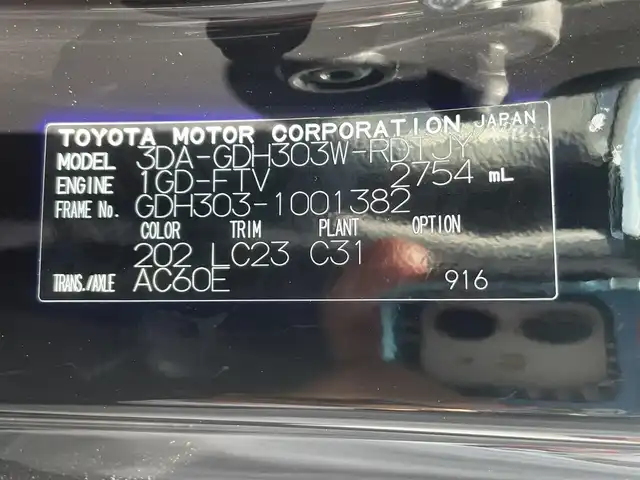 TOYOTA MOTOR CORPORATION JAPAN
MODEL 3DA-GDH303W-RDTJY
ENGINE 1GD-FTV 2754 mL
FRAME No. GDH303-1001382
COLOR TRIM PLANT OPTION
202 LC23 C31
TRANS./AXLE AC60E 916